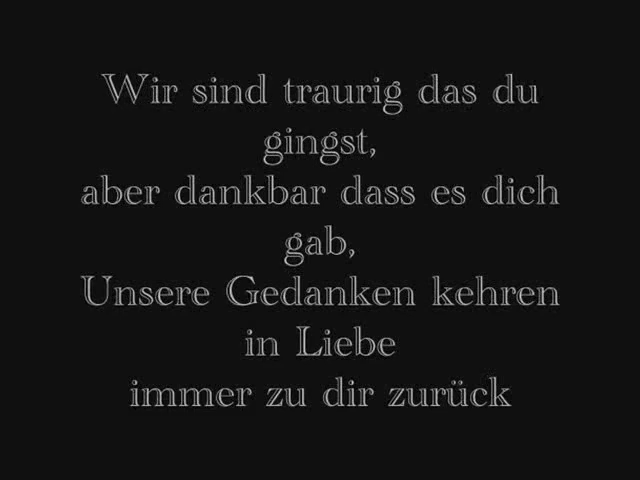 Wir sind traurig das du
gingst,
aber dankbar dass es dich
gab,
Unsere Gedanken kehren
in Liebe
immer zu dir zurück